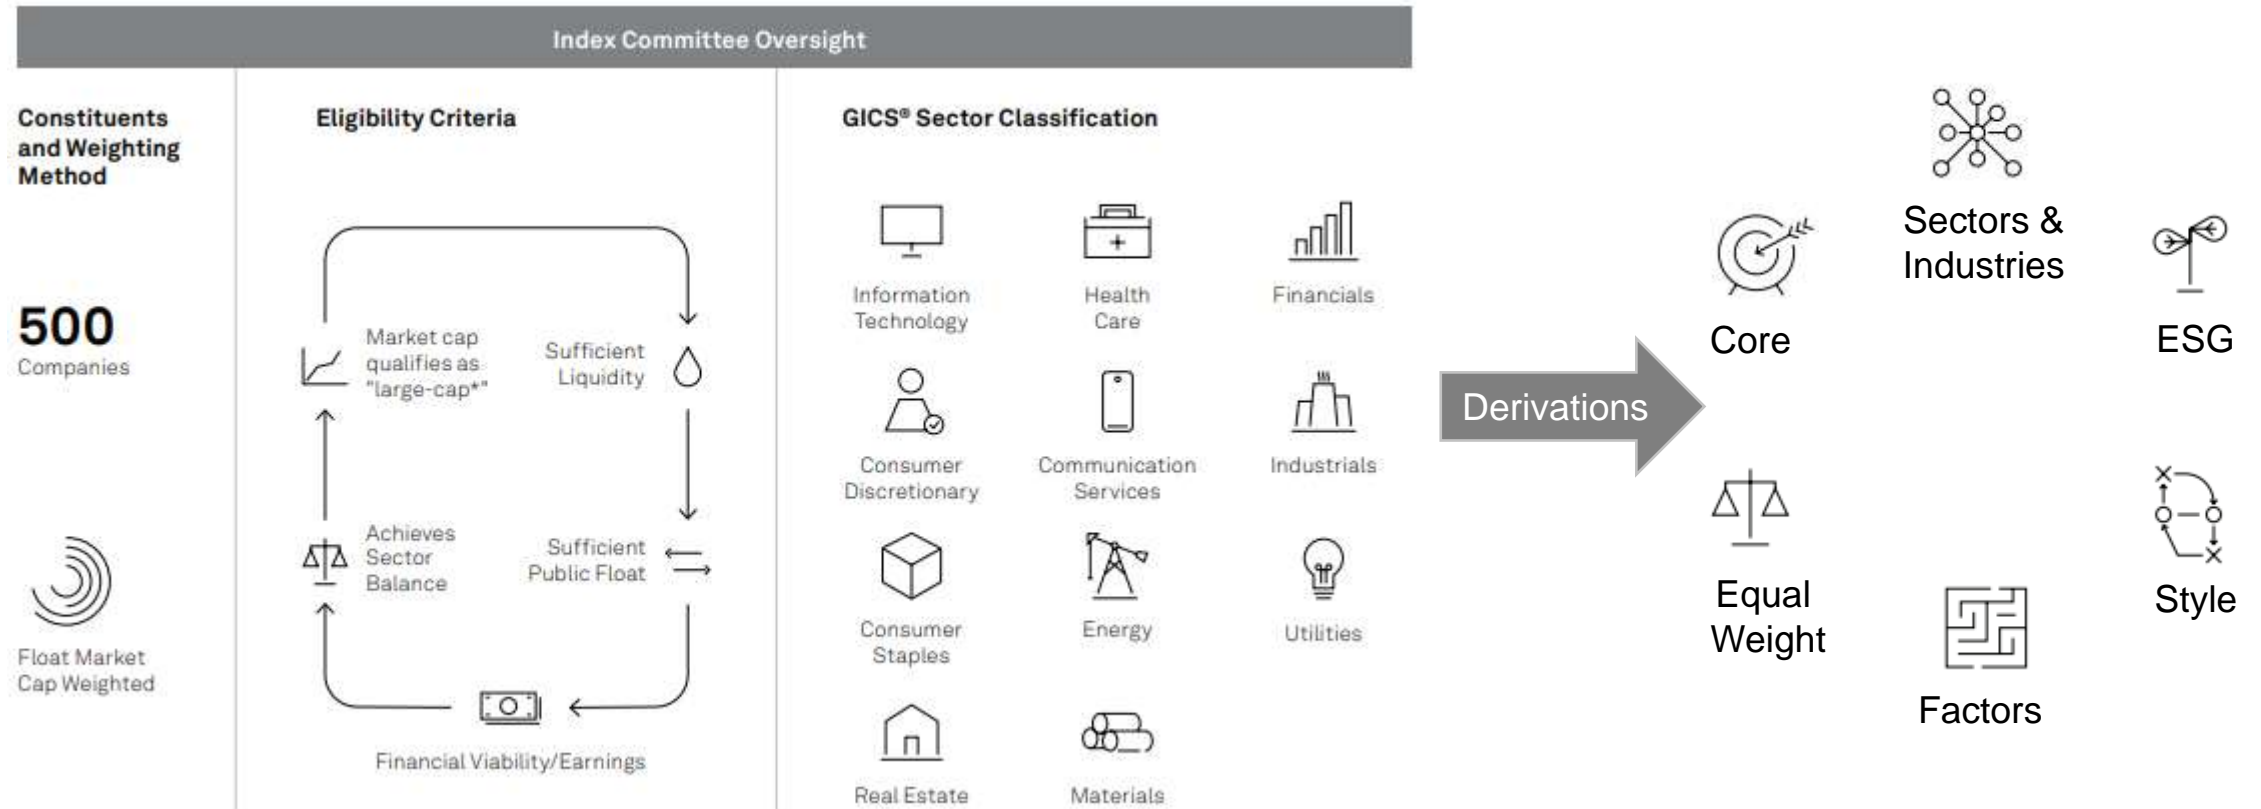 Index Committee Oversight
Constituents
and Weighting
Method
500
Companies
Float Market
Cap Weighted
Eligibility Criteria
Market cap
qualifies as
"large-cap*"
Sufficient
Liquidity
Achieves
Sector
Balance
Sufficient
Public Float
Financial Viability/Earnings
GICS® Sector Classification
Information
Technology
Health
Care
Financials
Consumer
Discretionary
Communication
Services
Industrials
Consumer
Staples
Energy
Utilities
Real Estate
Materials
Derivations
Sectors &
Industries
Core
ESG
Equal
Weight
Style
Factors